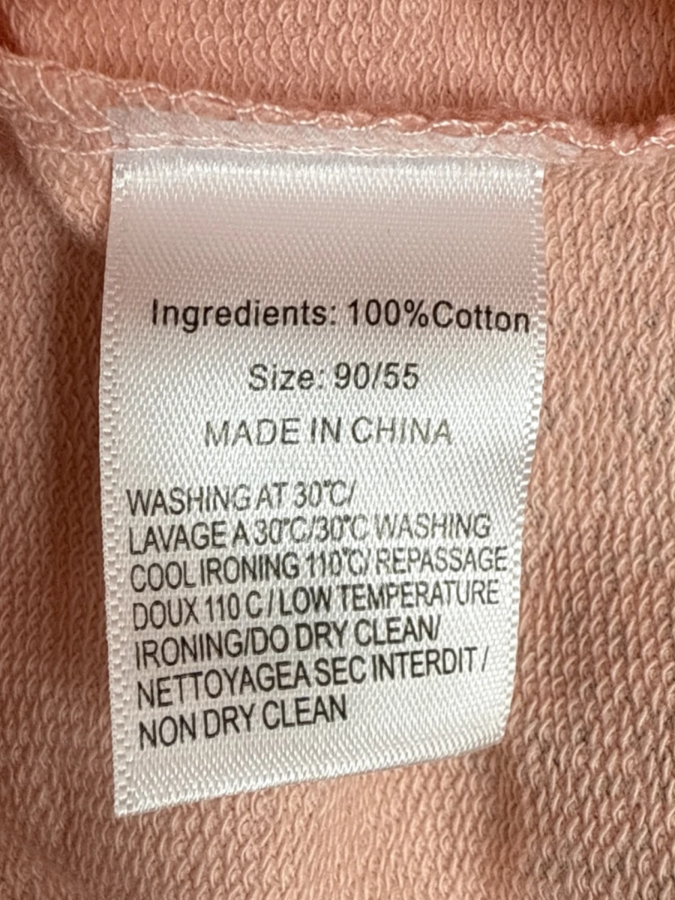 Ingredients: 100%Cotton
Size: 90/55
MADE IN CHINA
WASHING AT 30℃/
LAVAGE A 30℃/30℃ WASHING
COOL IRONING 110℃/ REPASSAGE
DOUX 110 C / LOW TEMPERATURE
IRONING/DO DRY CLEAN/
NETTOYAGEA SEC INTERDIT /
NON DRY CLEAN